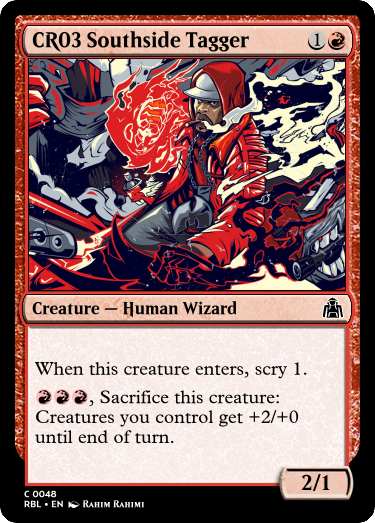 CR03 Southside Tagger 1
Creature — Human Wizard
When this creature enters, scry 1.
, Sacrifice this creature:
Creatures you control get +2/+0
until end of turn.
2/1
C 0048
RBL • EN Rahim Rahimi